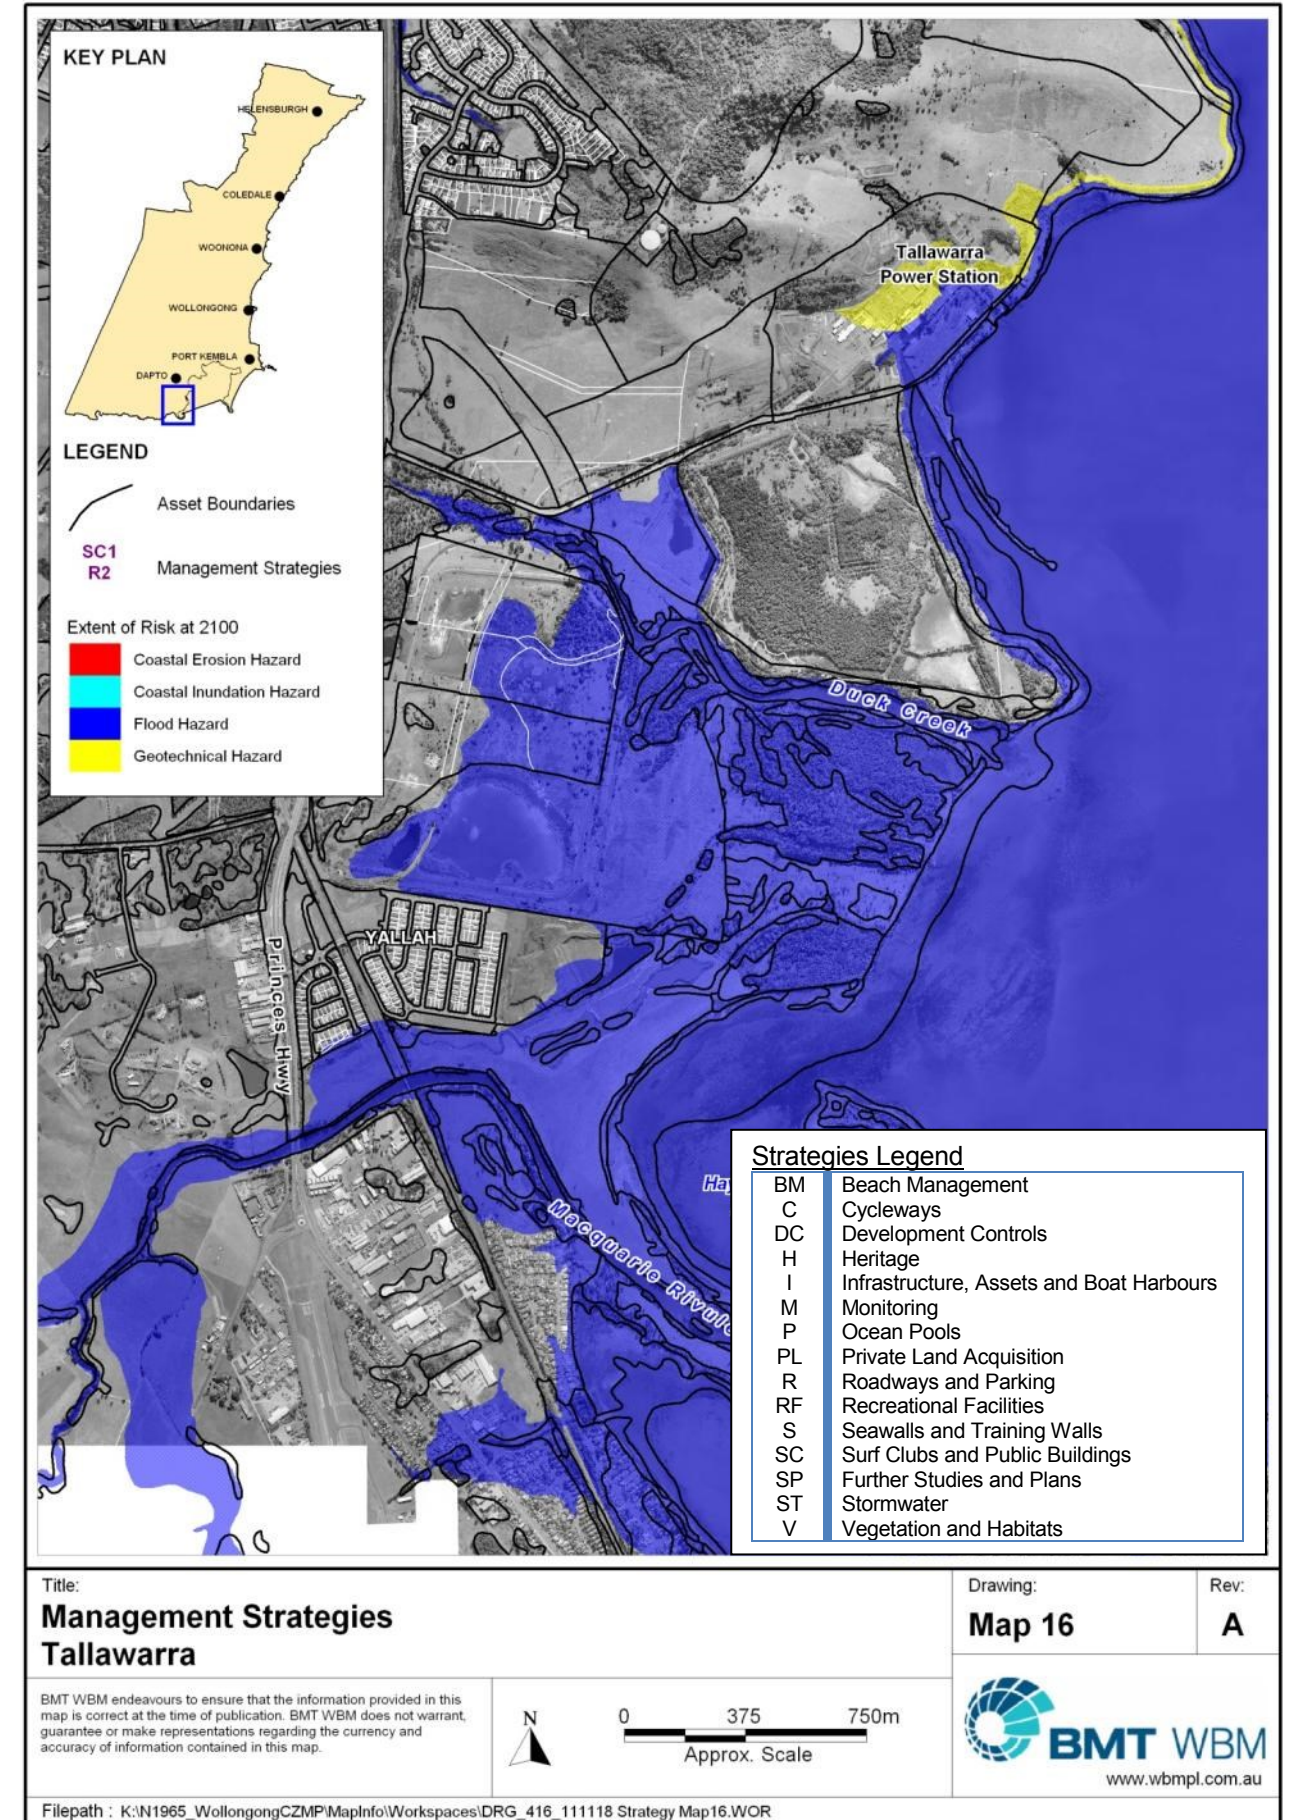 KEY PLAN
HELENSBURGH
COLEDALE
WOONONA
WOLLONGONG
PORT KEMBLA
DAPTO
LEGEND
Asset Boundaries
SC1
R2
Management Strategies
Extent of Risk at 2100
Coastal Erosion Hazard
Coastal Inundation Hazard
Flood Hazard
Geotechnical Hazard
Tallawarra
Power Station
Duck Creek
YALLAH
Princes Hwy
Macquarie Rivule
Strategies Legend
BM Beach Management
C Cycleways
DC Development Controls
H Heritage
I Infrastructure, Assets and Boat Harbours
M Monitoring
P Ocean Pools
PL Private Land Acquisition
R Roadways and Parking
RF Recreational Facilities
S Seawalls and Training Walls
SC Surf Clubs and Public Buildings
SP Further Studies and Plans
ST Stormwater
V Vegetation and Habitats
Title:
Management Strategies
Tallawarra
Drawing:
Map 16
Rev:
A
BMT WBM endeavours to ensure that the information provided in this
map is correct at the time of publication. BMT WBM does not warrant,
guarantee or make representations regarding the currency and
accuracy of information contained in this map.
N
0 375 750m
Approx. Scale
BMT WBM
www.wbmpl.com.au
Filepath : K:\N1965_WollongongCZMP\MapInfo\Workspaces\DRG_416_111118 Strategy Map16.WOR